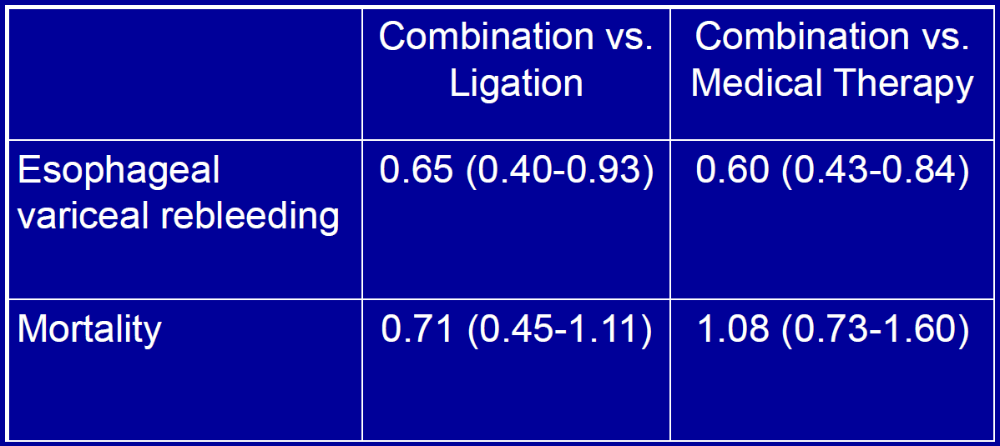 Combination vs.
Ligation
Combination vs.
Medical Therapy
Esophageal
variceal rebleeding
0.65 (0.40-0.93)
0.60 (0.43-0.84)
Mortality
0.71 (0.45-1.11)
1.08 (0.73-1.60)